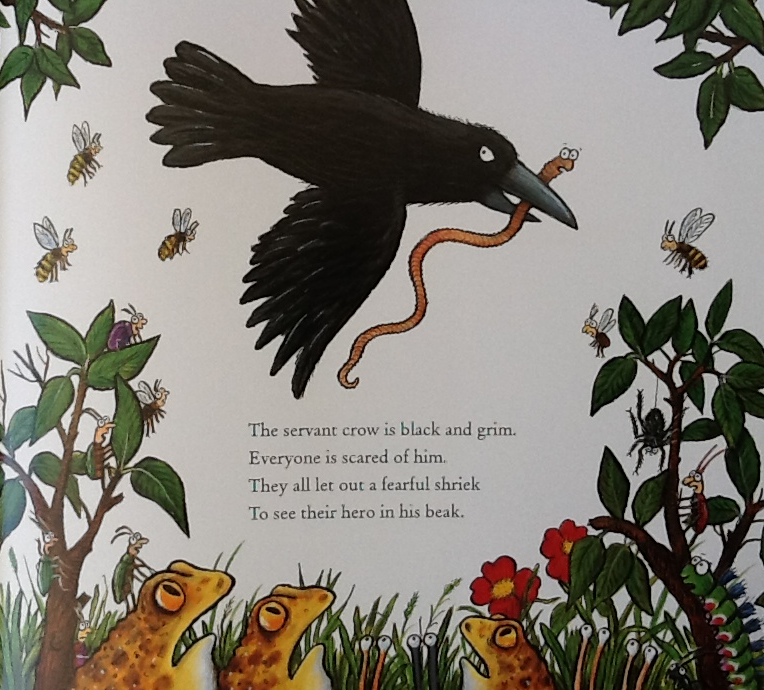 The servant crow is black and grim.
Everyone is scared of him.
They all let out a fearful shriek
To see their hero in his beak.